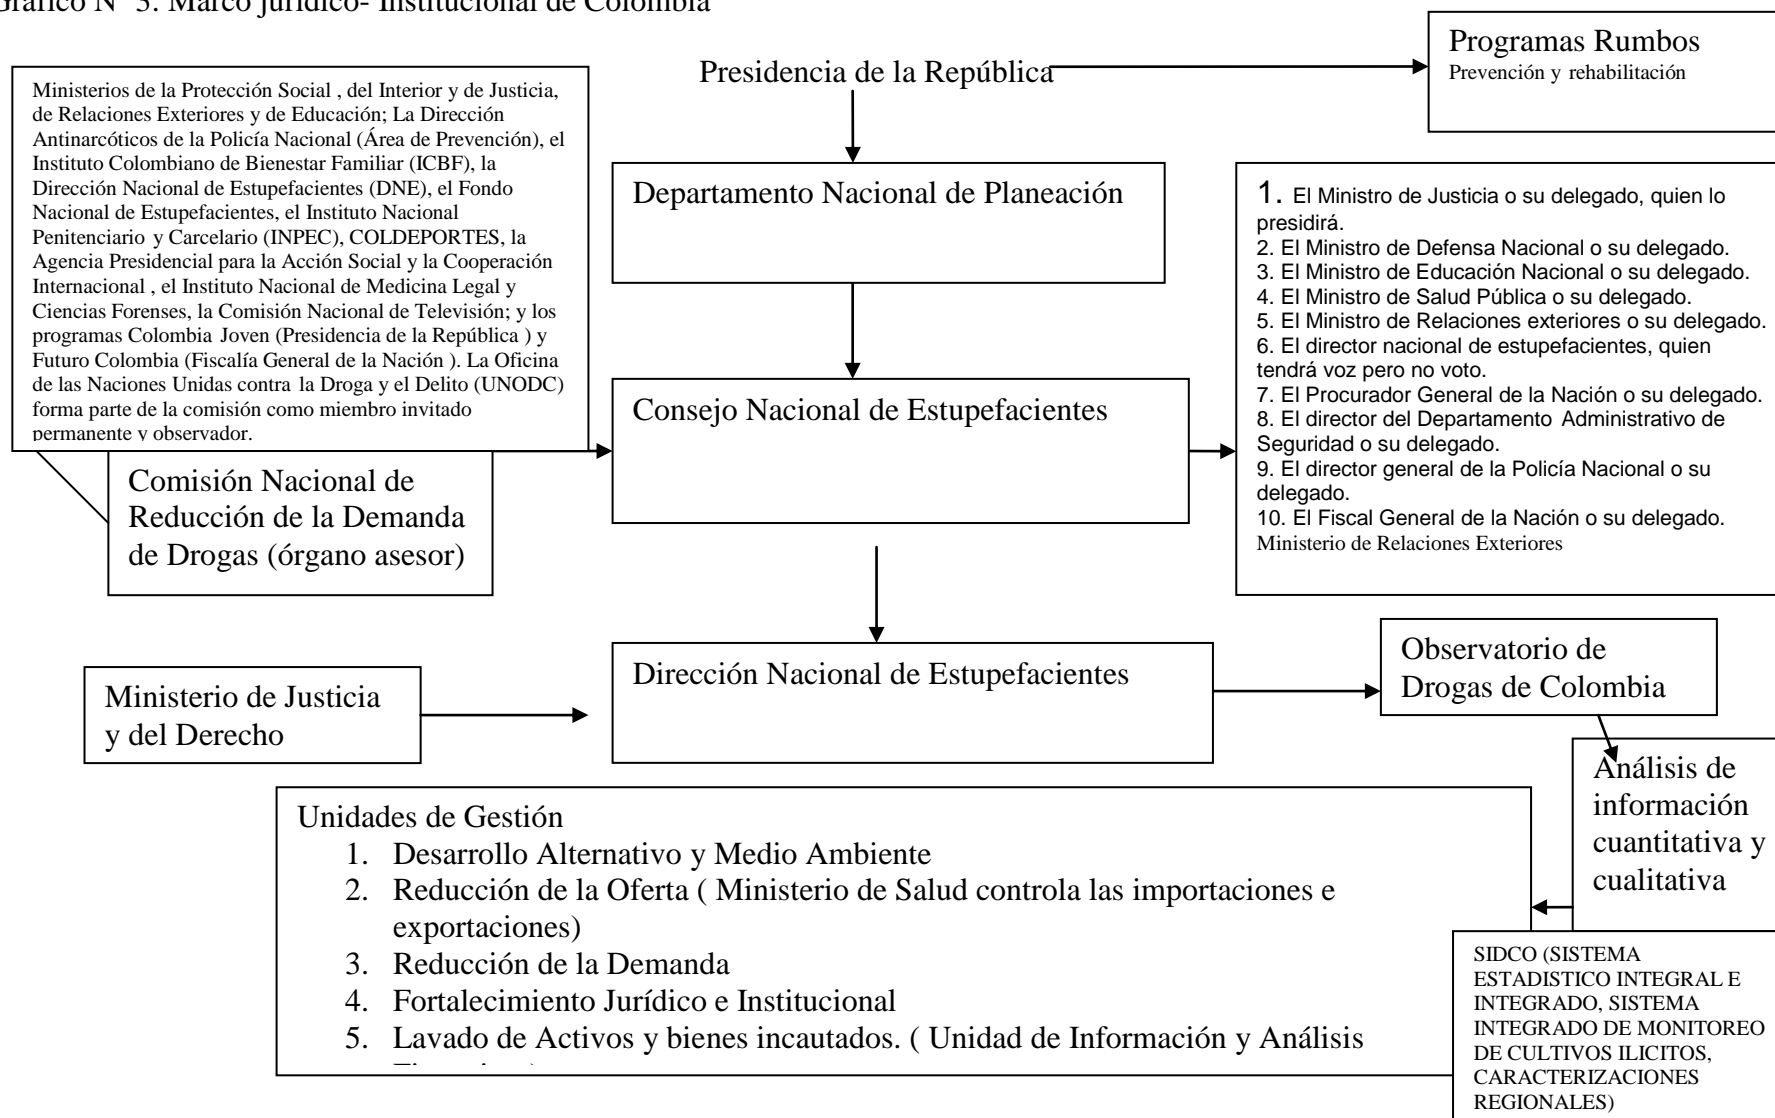 Gráfico N° 3. Marco jurídico- Institucional de Colombia
Programas Rumbos
Prevención y rehabilitación
Presidencia de la República
Ministerios de la Protección Social , del Interior y de Justicia,
de Relaciones Exteriores y de Educación; La Dirección
Antinarcóticos de la Policía Nacional (Área de Prevención), el
Instituto Colombiano de Bienestar Familiar (ICBF), la
Dirección Nacional de Estupefacientes (DNE), el Fondo
Nacional de Estupefacientes, el Instituto Nacional
Penitenciario y Carcelario (INPEC), COLDEPORTES, la
Agencia Presidencial para la Acción Social y la Cooperación
Internacional , el Instituto Nacional de Medicina Legal y
Ciencias Forenses, la Comisión Nacional de Televisión; y los
programas Colombia Joven (Presidencia de la República ) y
Futuro Colombia (Fiscalía General de la Nación ). La Oficina
de las Naciones Unidas contra la Droga y el Delito (UNODC)
forma parte de la comisión como miembro invitado
permanente y observador.
Departamento Nacional de Planeación
1. El Ministro de Justicia o su delegado, quien lo
presidirá.
2. El Ministro de Defensa Nacional o su delegado.
3. El Ministro de Educación Nacional o su delegado.
4. El Ministro de Salud Pública o su delegado.
5. El Ministro de Relaciones exteriores o su delegado.
6. El director nacional de estupefacientes, quien
tendrá voz pero no voto.
7. El Procurador General de la Nación o su delegado.
8. El director del Departamento Administrativo de
Seguridad o su delegado.
9. El director general de la Policía Nacional o su
delegado.
10. El Fiscal General de la Nación o su delegado.
Ministerio de Relaciones Exteriores
Consejo Nacional de Estupefacientes
Comisión Nacional de
Reducción de la Demanda
de Drogas (órgano asesor)
Dirección Nacional de Estupefacientes
Observatorio de
Drogas de Colombia
Ministerio de Justicia
y del Derecho
Análisis de
información
cuantitativa y
cualitativa
Unidades de Gestión
1. Desarrollo Alternativo y Medio Ambiente
2. Reducción de la Oferta ( Ministerio de Salud controla las importaciones e
exportaciones)
3. Reducción de la Demanda
4. Fortalecimiento Jurídico e Institucional
5. Lavado de Activos y bienes incautados. ( Unidad de Información y Análisis
SIDCO (SISTEMA
ESTADISTICO INTEGRAL E
INTEGRADO, SISTEMA
INTEGRADO DE MONITOREO
DE CULTIVOS ILICITOS,
CARACTERIZACIONES
REGIONALES)